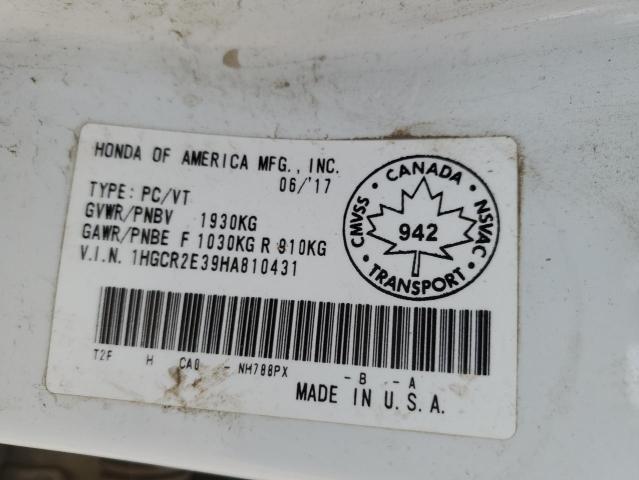 HONDA OF AMERICA MFG., INC.
06/'17
TYPE: PC/VT
GVWR/PNBV 1930KG
GAWR/PNBE F 1030KG R 910KG
V.I.N. 1HGCR2E39HA810431
CANADA
CMVSS
NSVAC
942
TRANSPORT
T2F H CA0 - NH788PX - B - A
MADE IN U.S.A.